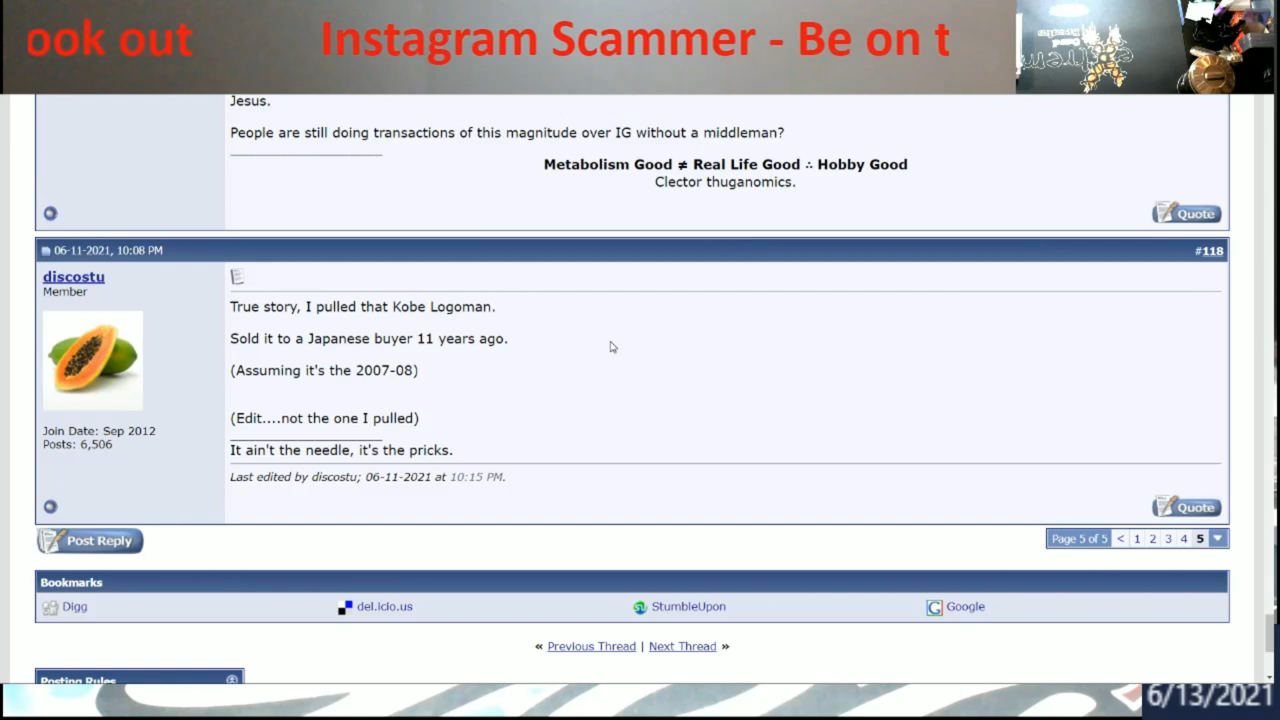 ook out Instagram Scammer - Be on t
Jesus.
People are still doing transactions of this magnitude over IG without a middleman?
Metabolism Good ≠ Real Life Good ∴ Hobby Good
Clector thuganomics.
Quote
06-11-2021, 10:08 PM #118
discostu
Member
True story, I pulled that Kobe Logoman.
Sold it to a Japanese buyer 11 years ago.
(Assuming it's the 2007-08)
(Edit....not the one I pulled)
Join Date: Sep 2012
Posts: 6,506
It ain't the needle, it's the pricks.
Last edited by discostu; 06-11-2021 at 10:15 PM.
Quote
Post Reply
Page 5 of 5 < 1 2 3 4 5
Bookmarks
Digg del.icio.us StumbleUpon Google
« Previous Thread | Next Thread »
Posting Rules
6/13/2021